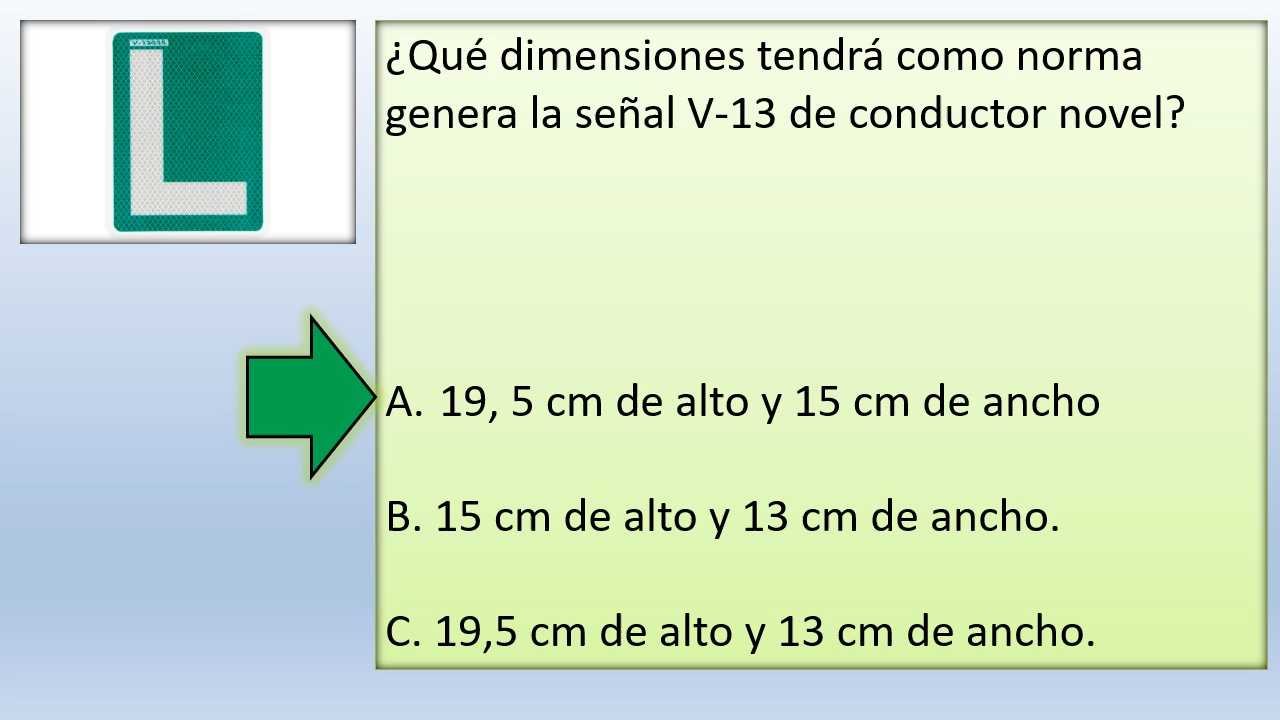 ¿Qué dimensiones tendrá como norma
genera la señal V-13 de conductor novel?
A. 19, 5 cm de alto y 15 cm de ancho
B. 15 cm de alto y 13 cm de ancho.
C. 19,5 cm de alto y 13 cm de ancho.
L